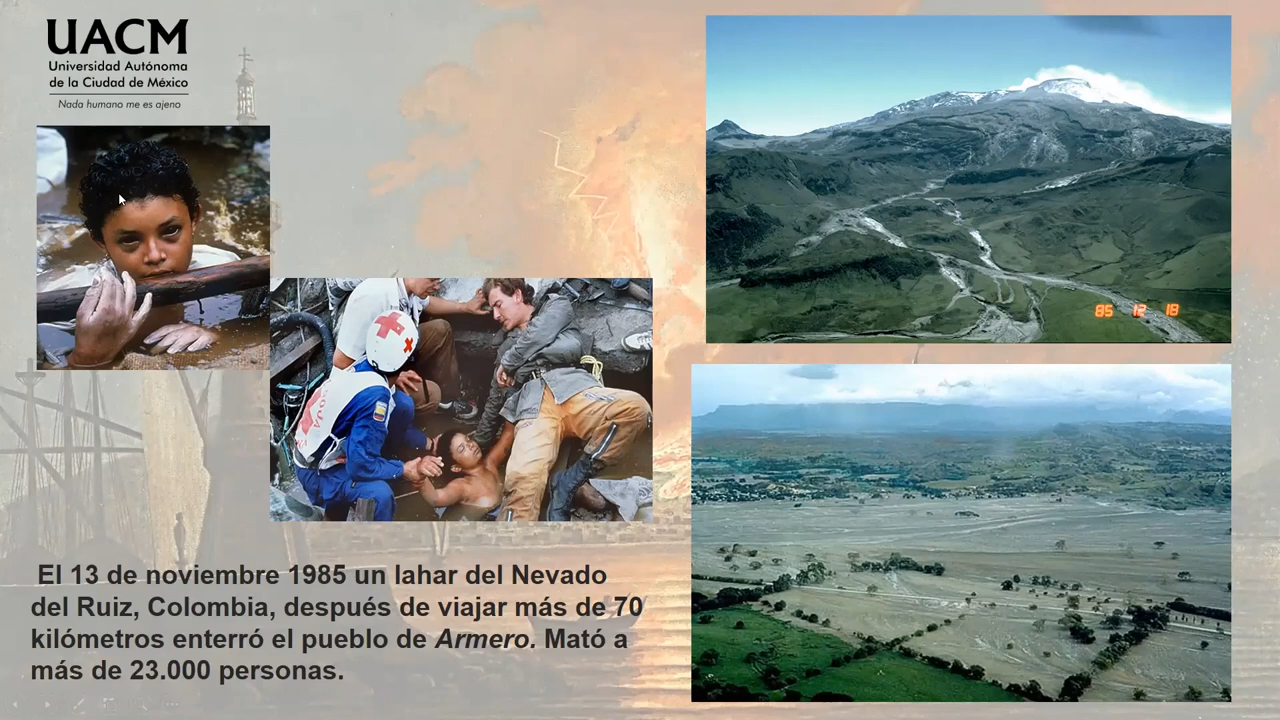 UACM
Universidad Autónoma
de la Ciudad de México
Nada humano me es ajeno
85 12 18
El 13 de noviembre 1985 un lahar del Nevado
del Ruiz, Colombia, después de viajar más de 70
kilómetros enterró el pueblo de Armero. Mató a
más de 23.000 personas.